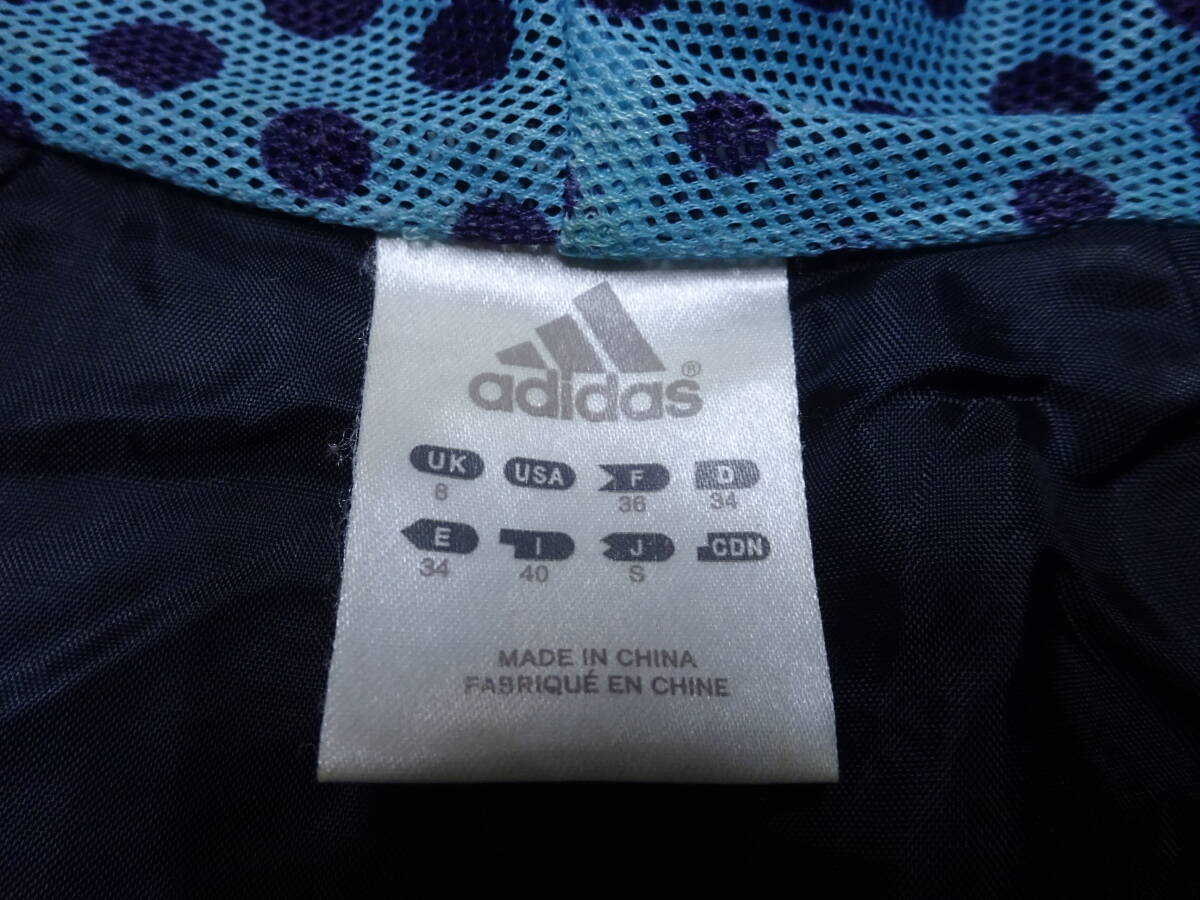 adidas®
UK USA F D
8 36 34
E I J CDN
34 40 S
MADE IN CHINA
FABRIQUÉ EN CHINE